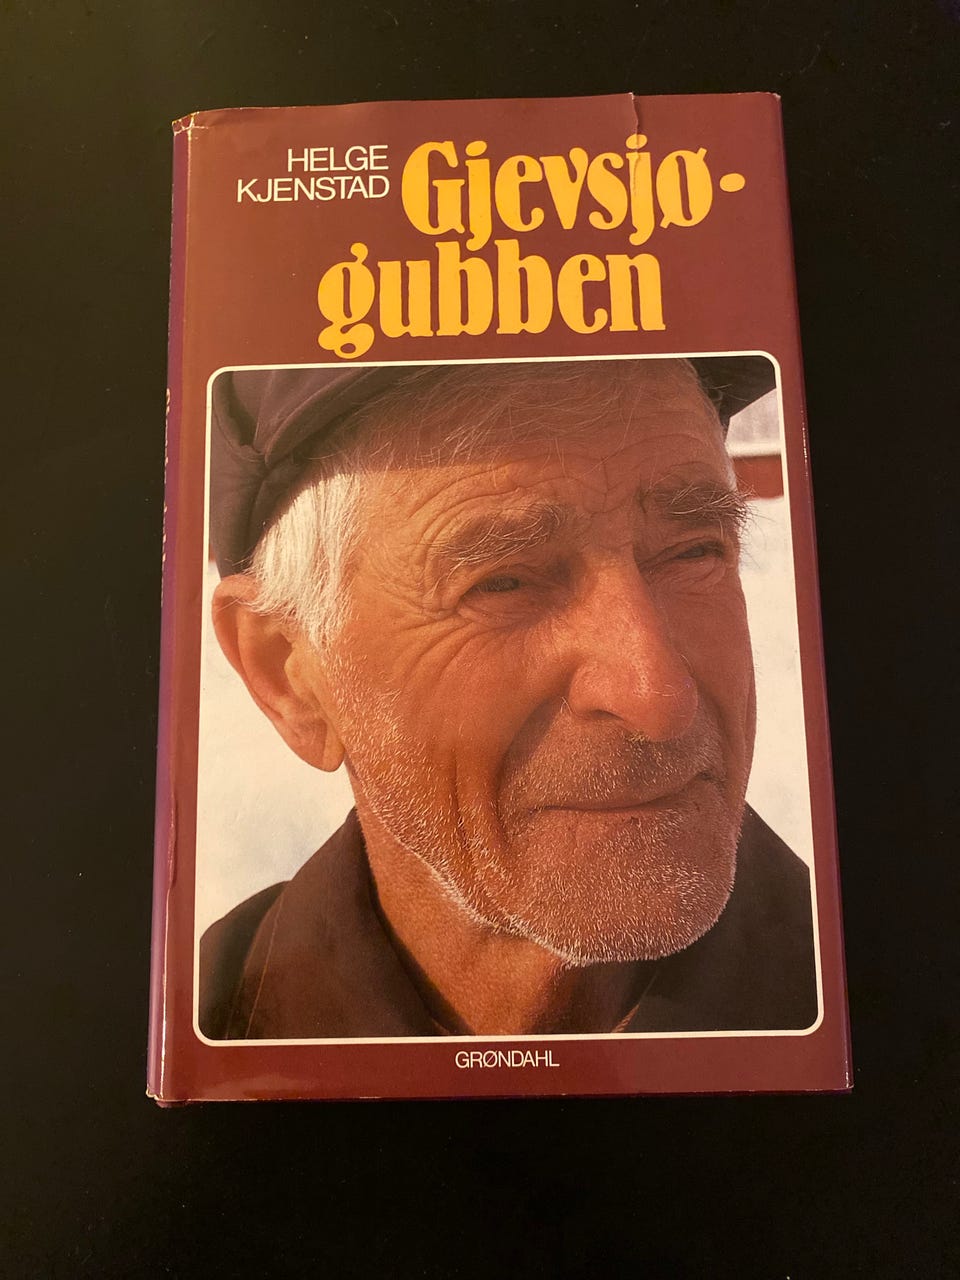 HELGE
KJENSTAD
Gjevsjø-
gubben
GRØNDAHL